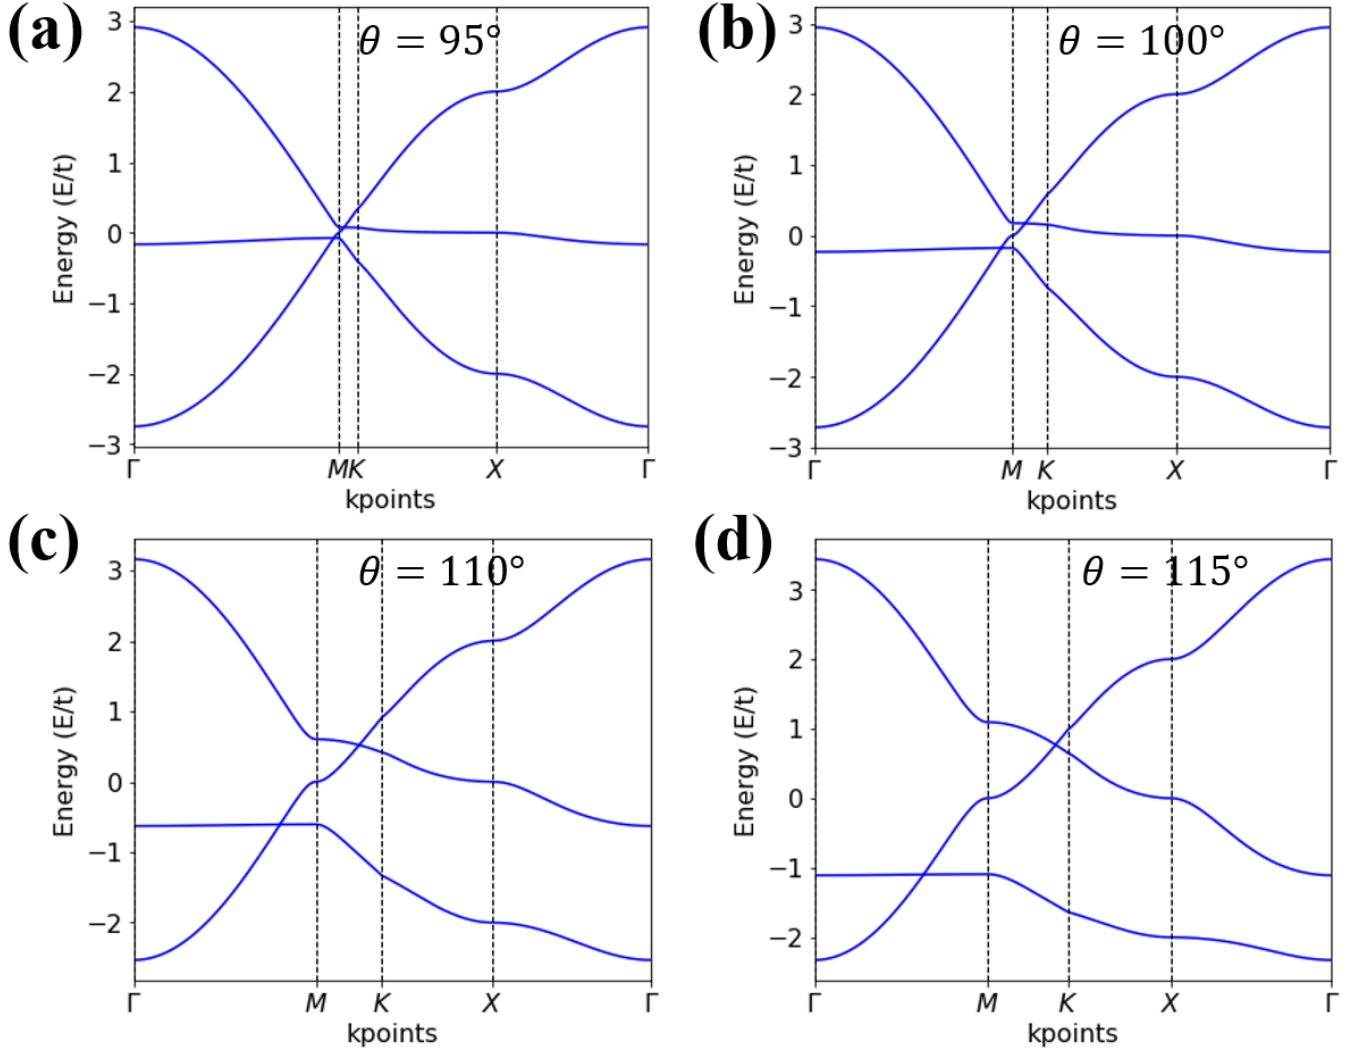 (a)
θ = 95°
3
2
1
0
−1
−2
−3
Energy (E/t)
Γ M K X Γ
kpoints
(b)
θ = 100°
3
2
1
0
−1
−2
−3
Energy (E/t)
Γ M K X Γ
kpoints
(c)
θ = 110°
3
2
1
0
−1
−2
Energy (E/t)
Γ M K X Γ
kpoints
(d)
θ = 115°
3
2
1
0
−1
−2
Energy (E/t)
Γ M K X Γ
kpoints